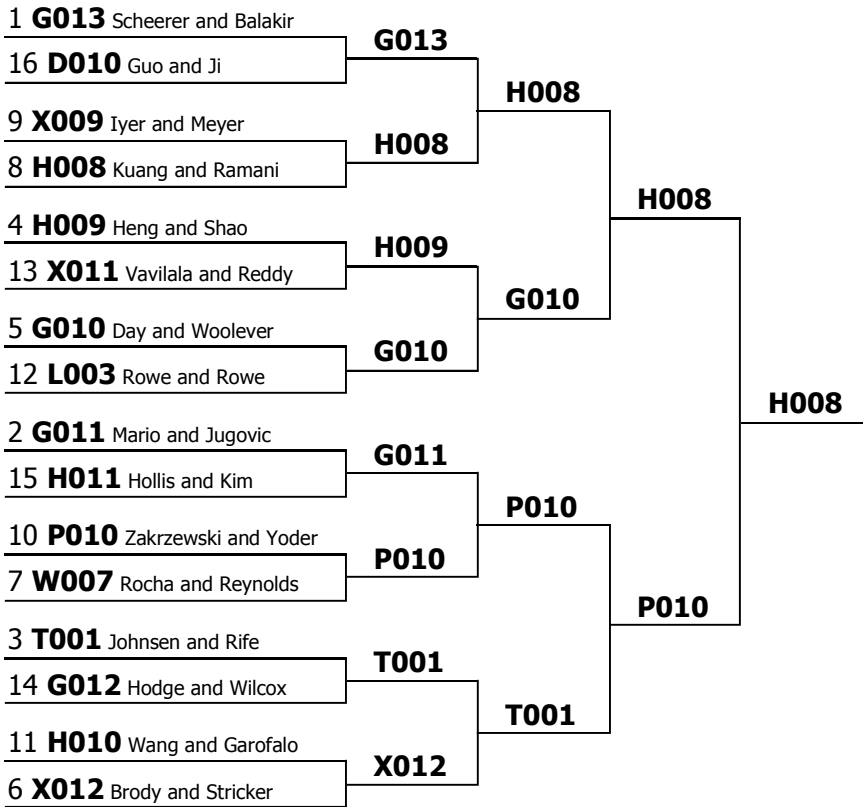 1 G013 Scheerer and Balakir
16 D010 Guo and Ji
9 X009 Iyer and Meyer
8 H008 Kuang and Ramani
4 H009 Heng and Shao
13 X011 Vavilala and Reddy
5 G010 Day and Woolever
12 L003 Rowe and Rowe
2 G011 Mario and Jugovic
15 H011 Hollis and Kim
10 P010 Zakrzewski and Yoder
7 W007 Rocha and Reynolds
3 T001 Johnsen and Rife
14 G012 Hodge and Wilcox
11 H010 Wang and Garofalo
6 X012 Brody and Stricker
G013
H008
H009
G010
G011
P010
T001
X012
H008
G010
P010
T001
H008
P010
H008